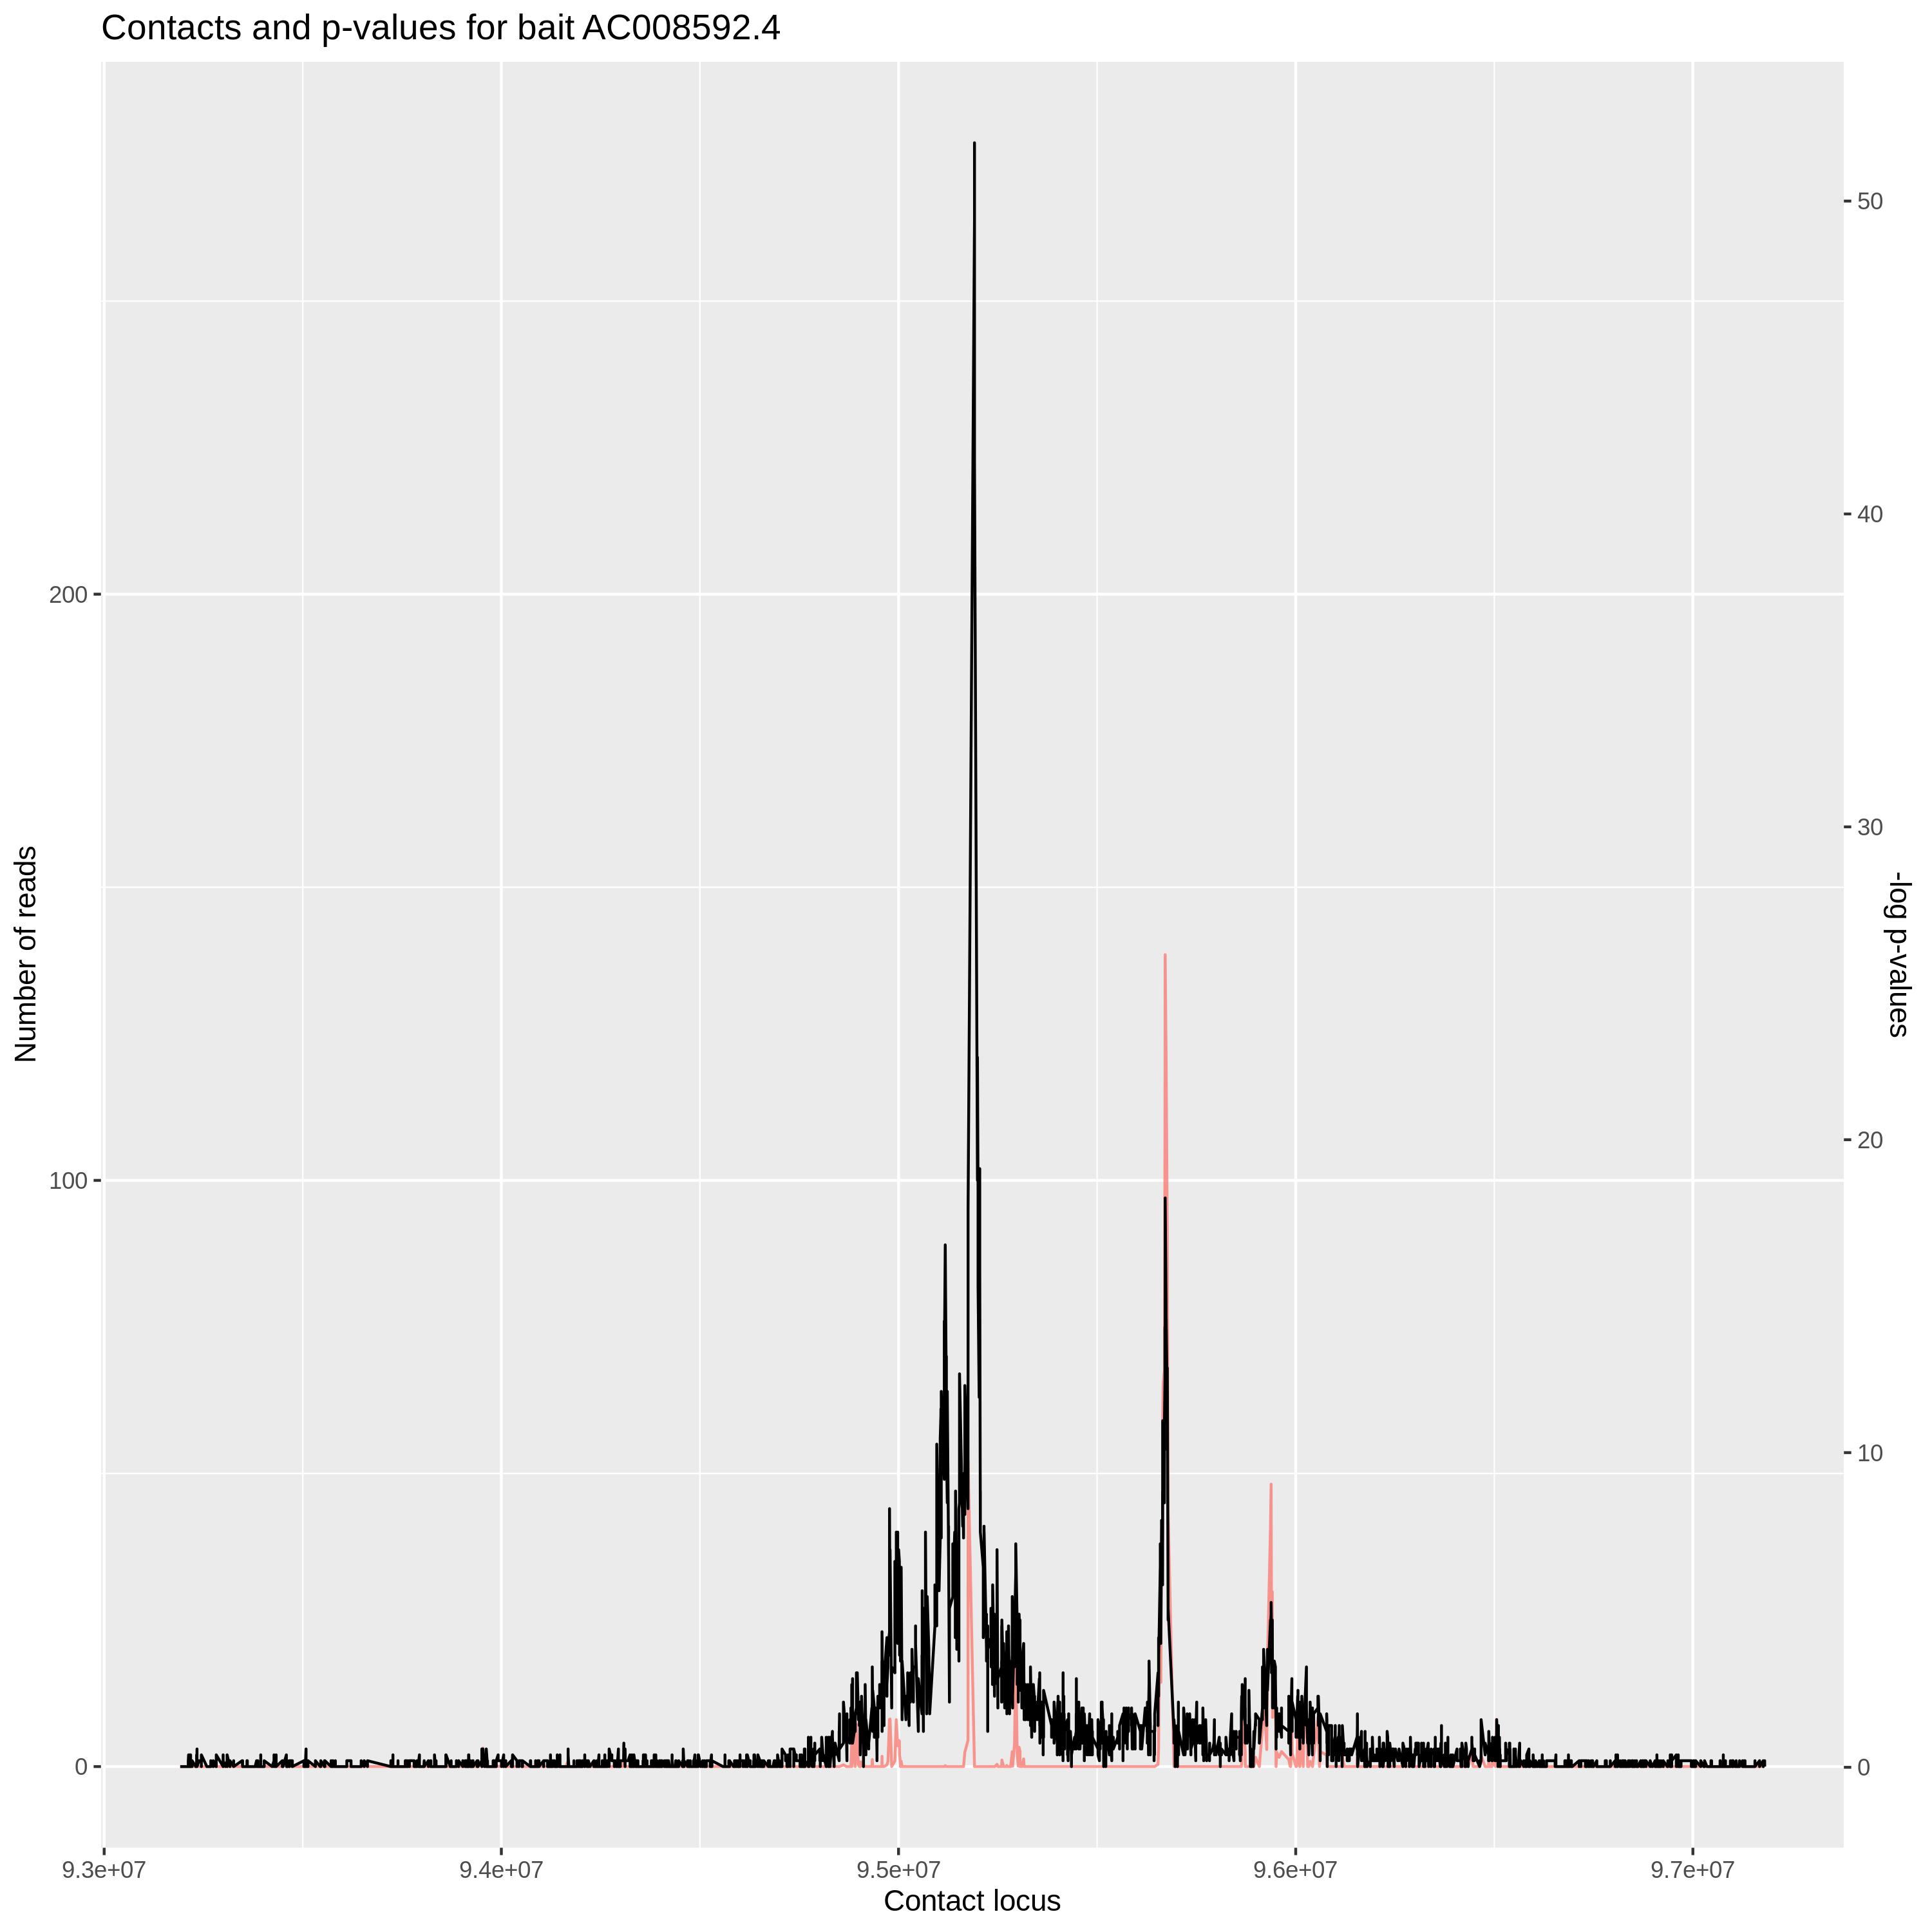 Contacts and p-values for bait AC008592.4
Number of reads
200
100
0
50
40
30
20
10
0
-log p-values
9.3e+07 9.4e+07 9.5e+07 9.6e+07 9.7e+07
Contact locus